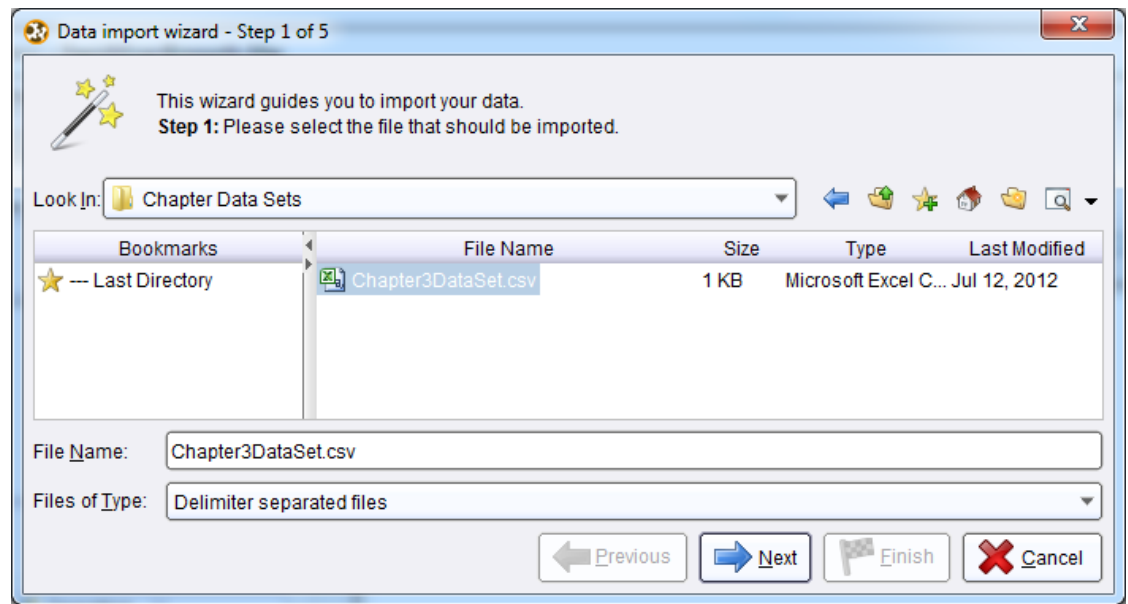 Data import wizard - Step 1 of 5
x
This wizard guides you to import your data.
Step 1: Please select the file that should be imported.
Look In: Chapter Data Sets
Bookmarks File Name Size Type Last Modified
--- Last Directory Chapter3DataSet.csv 1 KB Microsoft Excel C... Jul 12, 2012
File Name: Chapter3DataSet.csv
Files of Type: Delimiter separated files
Previous Next Finish Cancel